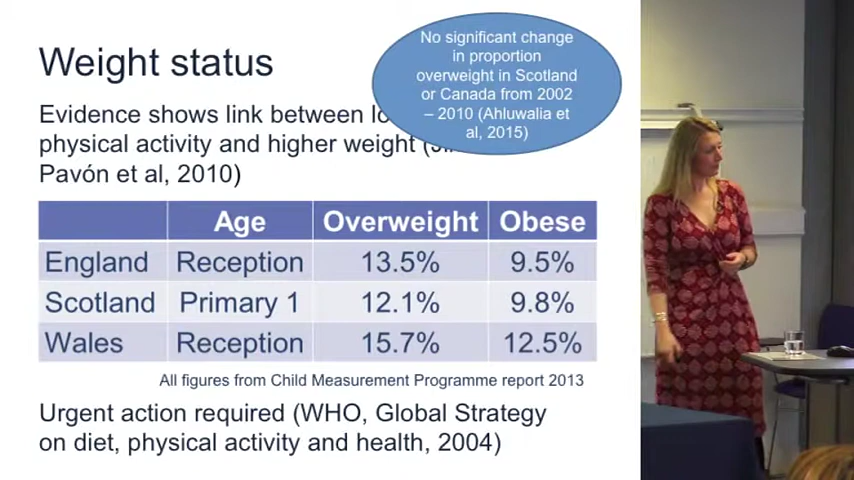 Weight status
No significant change
in proportion
overweight in Scotland
or Canada from 2002
– 2010 (Ahluwalia et
al, 2015)
Evidence shows link between
physical activity and higher weight
Pavón et al, 2010)
Age Overweight Obese
England Reception 13.5% 9.5%
Scotland Primary 1 12.1% 9.8%
Wales Reception 15.7% 12.5%
All figures from Child Measurement Programme report 2013
Urgent action required (WHO, Global Strategy
on diet, physical activity and health, 2004)